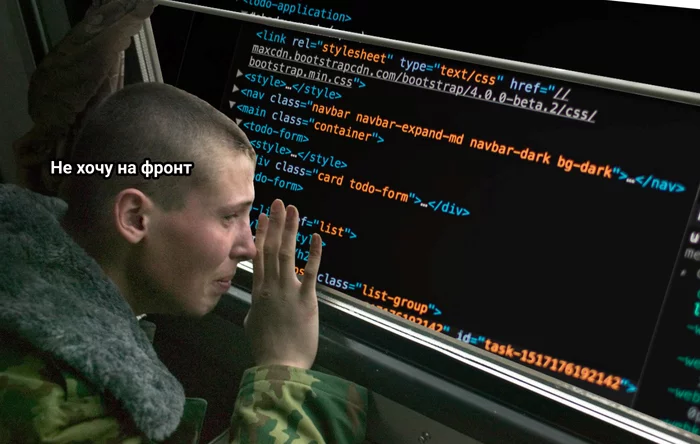 <todo-application>
<link rel="stylesheet" type="text/css" href="//
maxcdn.bootstrapcdn.com/bootstrap/4.0.0-beta.2/css/
bootstrap.min.css">
▶<style>…</style>
▶<nav class="navbar navbar-expand-md navbar-dark bg-dark">…</nav>
▼<main class="container">
▼<todo-form>
<style>…</style>
class="card todo-form">…</div>
Не хочу на фронт
"list">
class="list-group">
id="task-1517176192142">